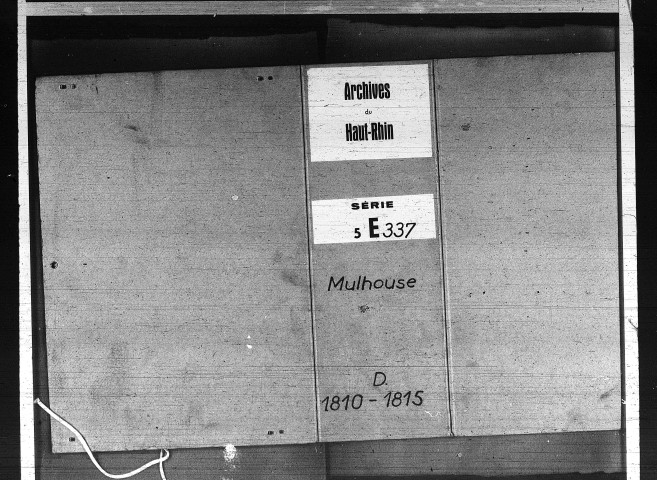 Archives
du
Haut-Rhin
SÉRIE
5 E 337
Mulhouse
D.
1810 - 1815